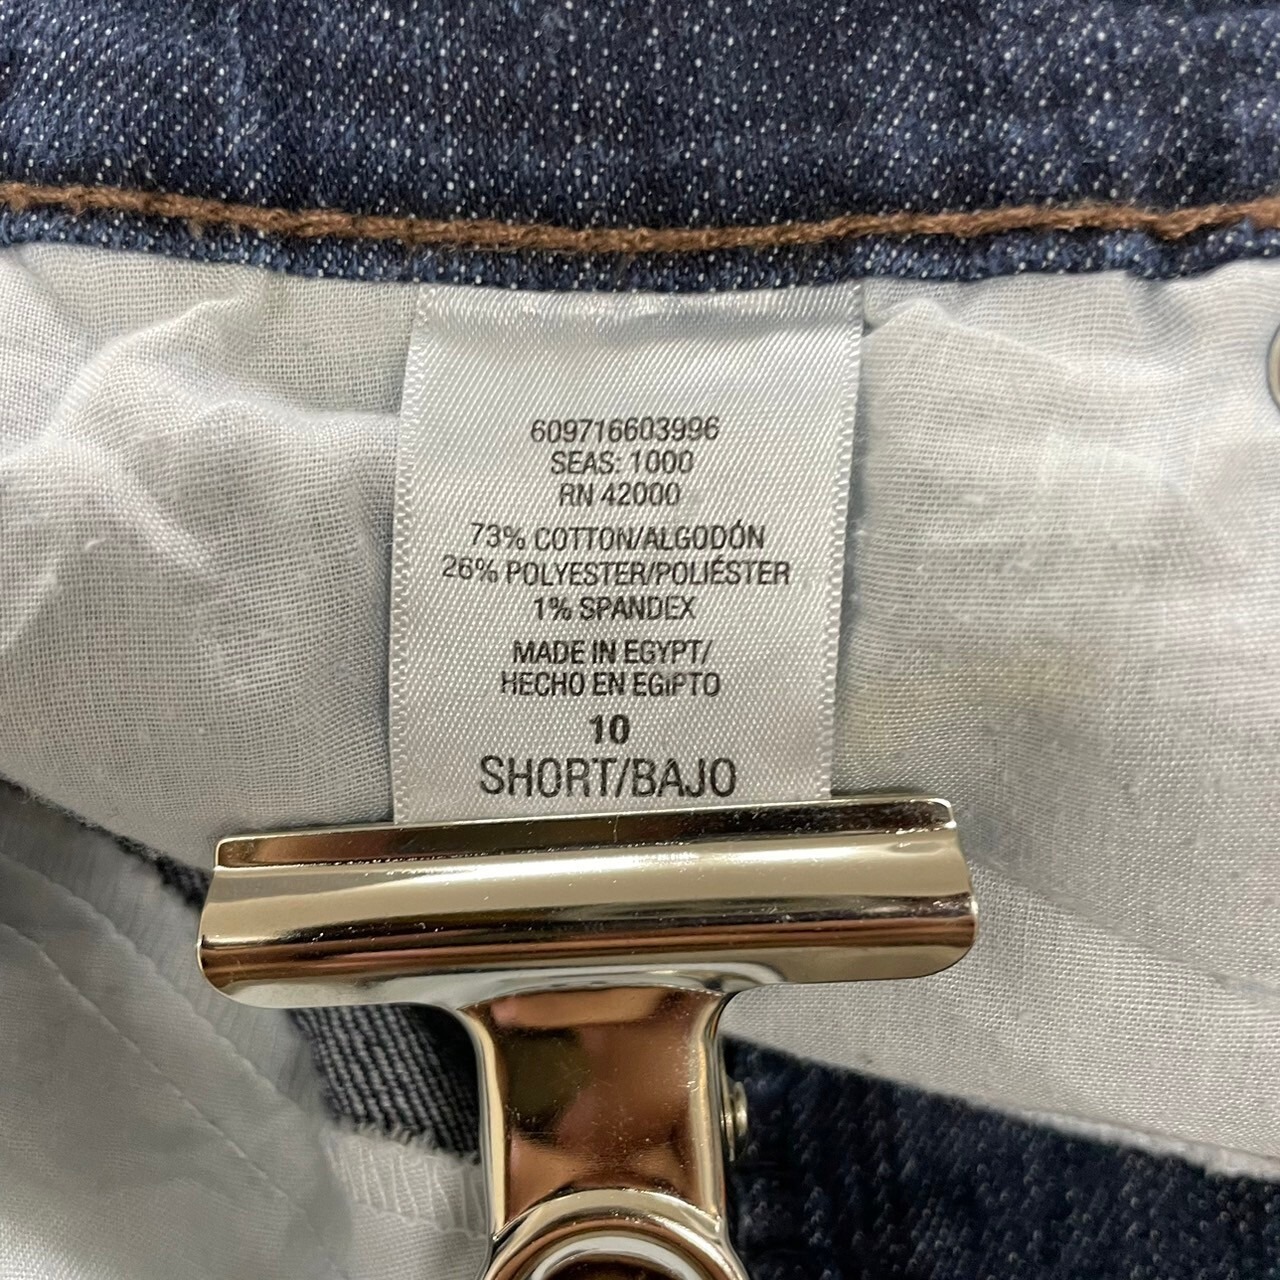 609716603996
SEAS: 1000
RN 42000
73% COTTON/ALGODÓN
26% POLYESTER/POLIÉSTER
1% SPANDEX
MADE IN EGYPT/
HECHO EN EGIPTO
10
SHORT/BAJO